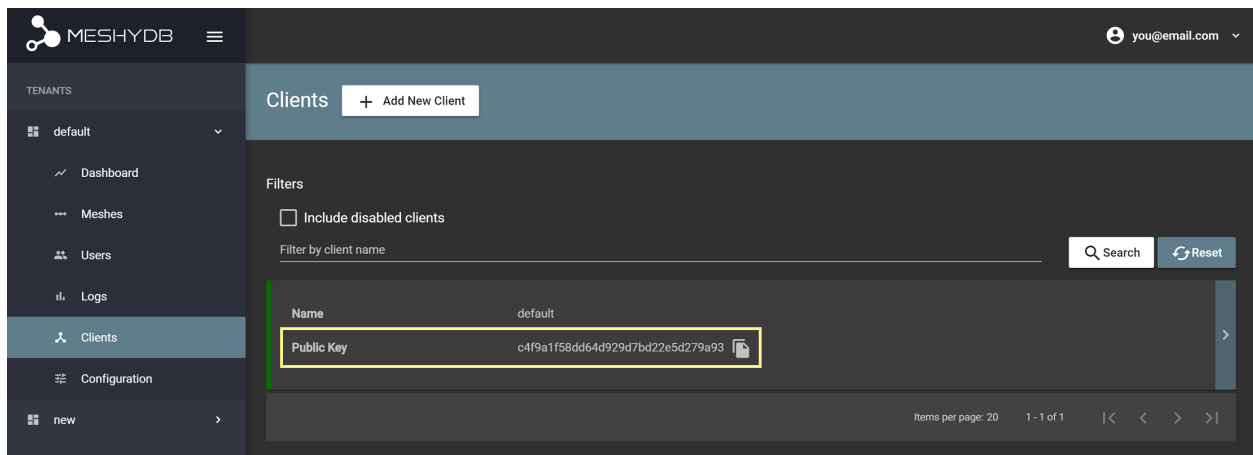 MESHYDB
you@email.com
TENANTS
default
Dashboard
Meshes
Users
Logs
Clients
Configuration
new
Clients
Add New Client
Filters
Include disabled clients
Filter by client name
Search
Reset
Name default
Public Key c4f9a1f58dd64d929d7bd22e5d279a93
Items per page: 20 1 - 1 of 1